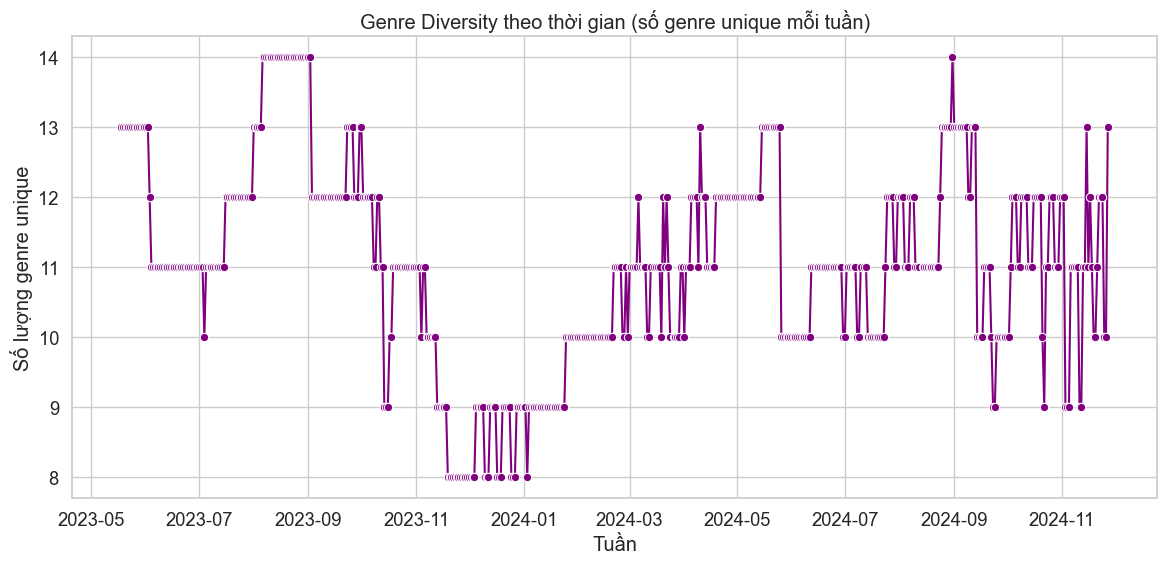 Genre Diversity theo thời gian (số genre unique mỗi tuần)
Số lượng genre unique
14
13
12
11
10
9
8
2023-05 2023-07 2023-09 2023-11 2024-01 2024-03 2024-05 2024-07 2024-09 2024-11
Tuần